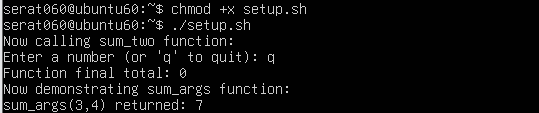 serat060@ubuntu60:~$ chmod +x setup.sh
serat060@ubuntu60:~$ ./setup.sh
Now calling sum_two function:
Enter a number (or 'q' to quit): q
Function final total: 0
Now demonstrating sum_args function:
sum_args(3,4) returned: 7